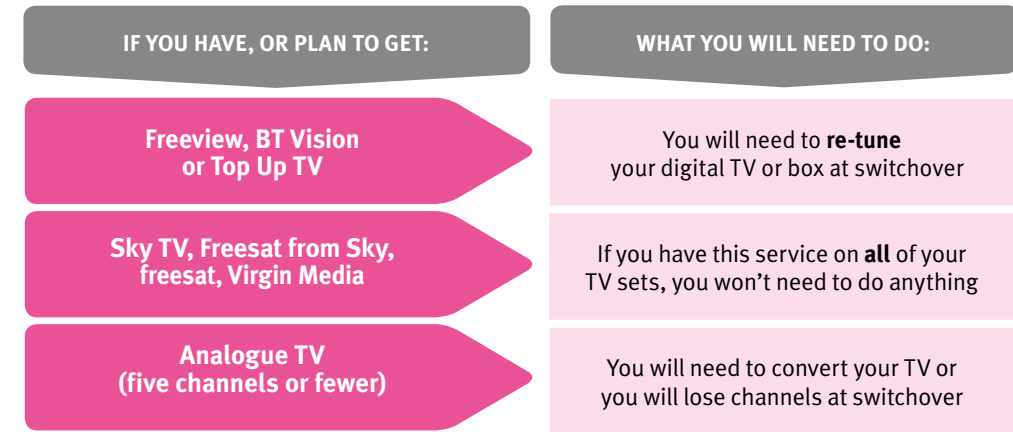 IF YOU HAVE, OR PLAN TO GET:
WHAT YOU WILL NEED TO DO:
Freeview, BT Vision
or Top Up TV
You will need to re-tune
your digital TV or box at switchover
Sky TV, Freesat from Sky,
freesat, Virgin Media
If you have this service on all of your
TV sets, you won’t need to do anything
Analogue TV
(five channels or fewer)
You will need to convert your TV or
you will lose channels at switchover